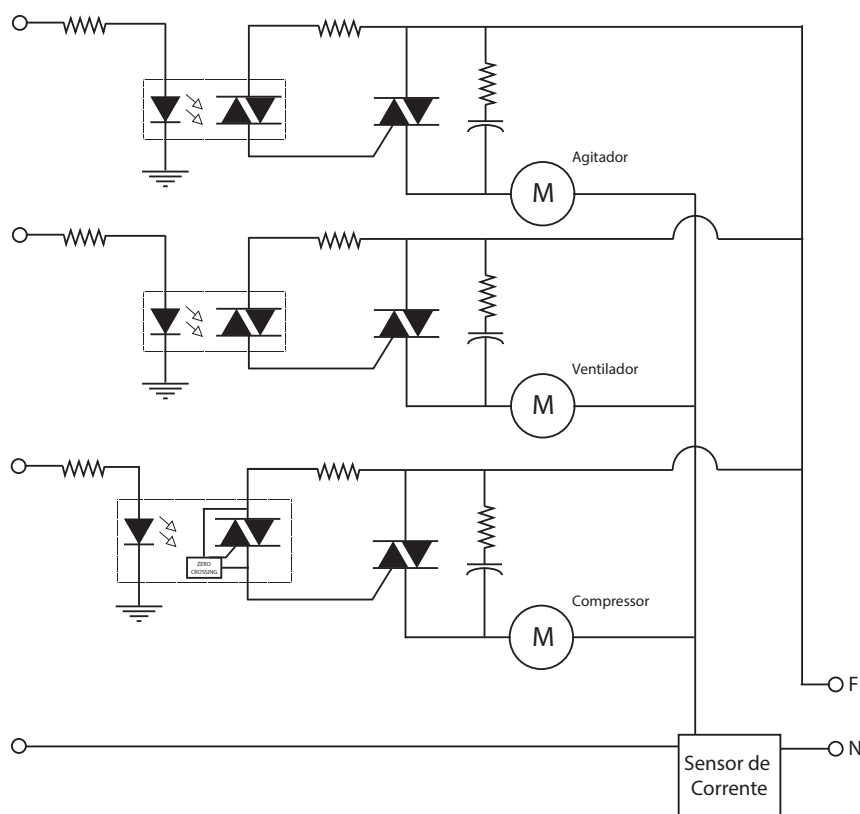 Agitador
M
Ventilador
M
ZERO
CROSSING
Compressor
M
F
N
Sensor de
Corrente